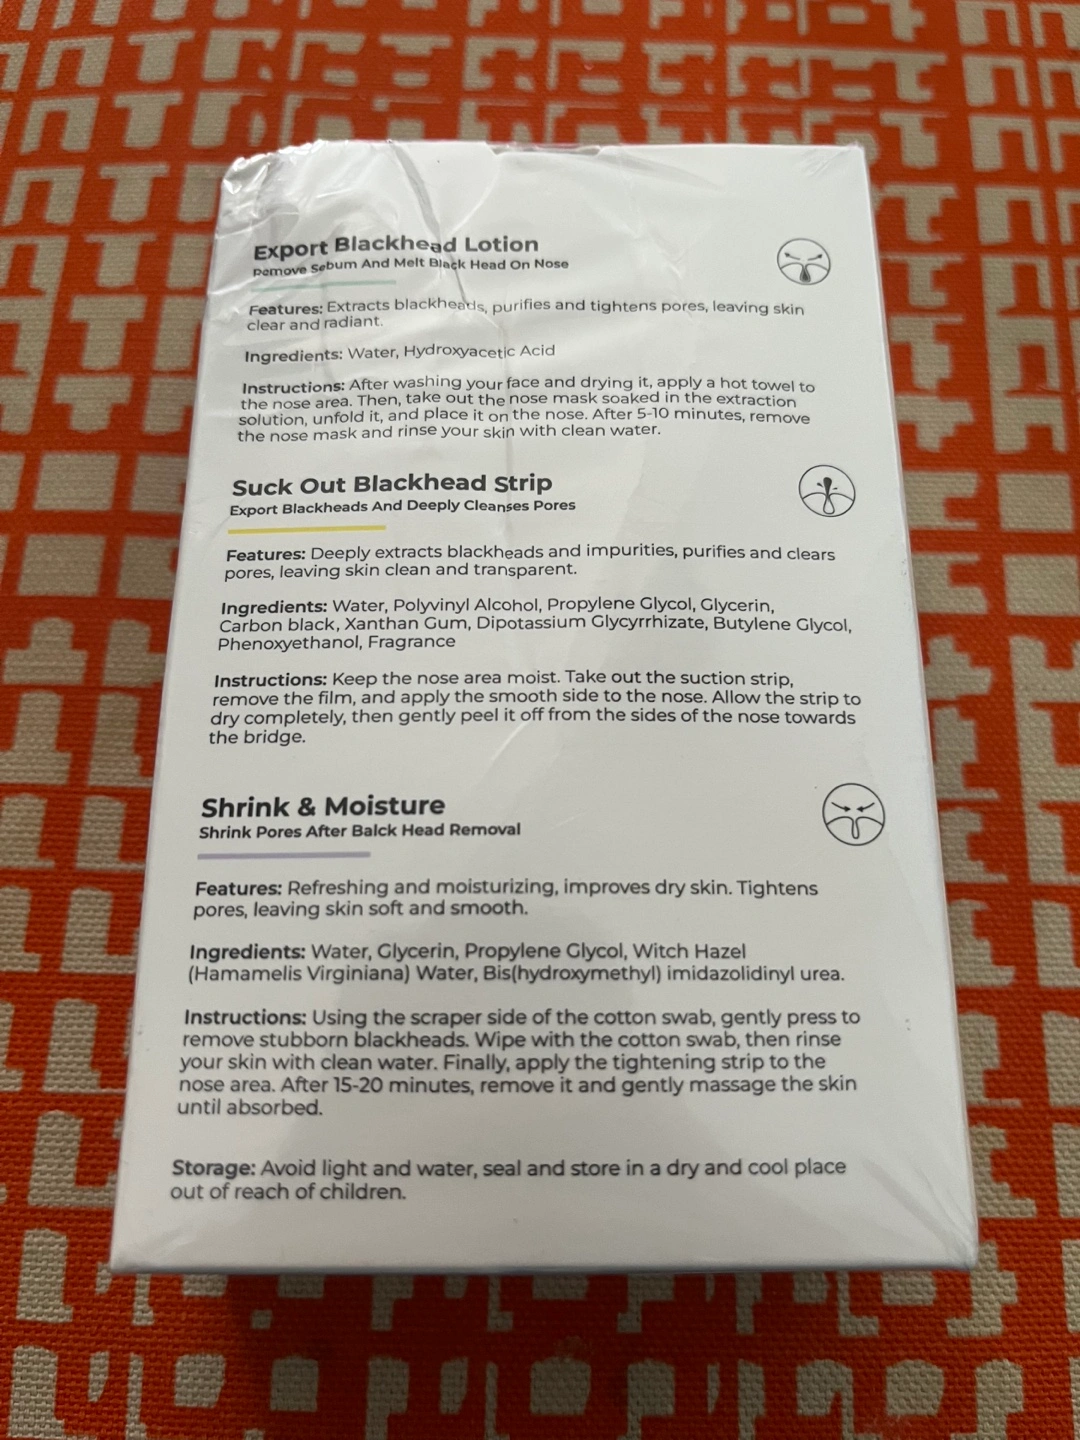 Export Blackhead Lotion
Remove Sebum And Melt Black Head On Nose
Features: Extracts blackheads, purifies and tightens pores, leaving skin
clear and radiant.
Ingredients: Water, Hydroxyacetic Acid
Instructions: After washing your face and drying it, apply a hot towel to
the nose area. Then, take out the nose mask soaked in the extraction
solution, unfold it, and place it on the nose. After 5-10 minutes, remove
the nose mask and rinse your skin with clean water.
Suck Out Blackhead Strip
Export Blackheads And Deeply Cleanses Pores
Features: Deeply extracts blackheads and impurities, purifies and clears
pores, leaving skin clean and transparent.
Ingredients: Water, Polyvinyl Alcohol, Propylene Glycol, Glycerin,
Carbon black, Xanthan Gum, Dipotassium Glycyrrhizate, Butylene Glycol,
Phenoxyethanol, Fragrance
Instructions: Keep the nose area moist. Take out the suction strip,
remove the film, and apply the smooth side to the nose. Allow the strip to
dry completely, then gently peel it off from the sides of the nose towards
the bridge.
Shrink & Moisture
Shrink Pores After Balck Head Removal
Features: Refreshing and moisturizing, improves dry skin. Tightens
pores, leaving skin soft and smooth.
Ingredients: Water, Glycerin, Propylene Glycol, Witch Hazel
(Hamamelis Virginiana) Water, Bis(hydroxymethyl) imidazolidinyl urea.
Instructions: Using the scraper side of the cotton swab, gently press to
remove stubborn blackheads. Wipe with the cotton swab, then rinse
your skin with clean water. Finally, apply the tightening strip to the
nose area. After 15-20 minutes, remove it and gently massage the skin
until absorbed.
Storage: Avoid light and water, seal and store in a dry and cool place
out of reach of children.